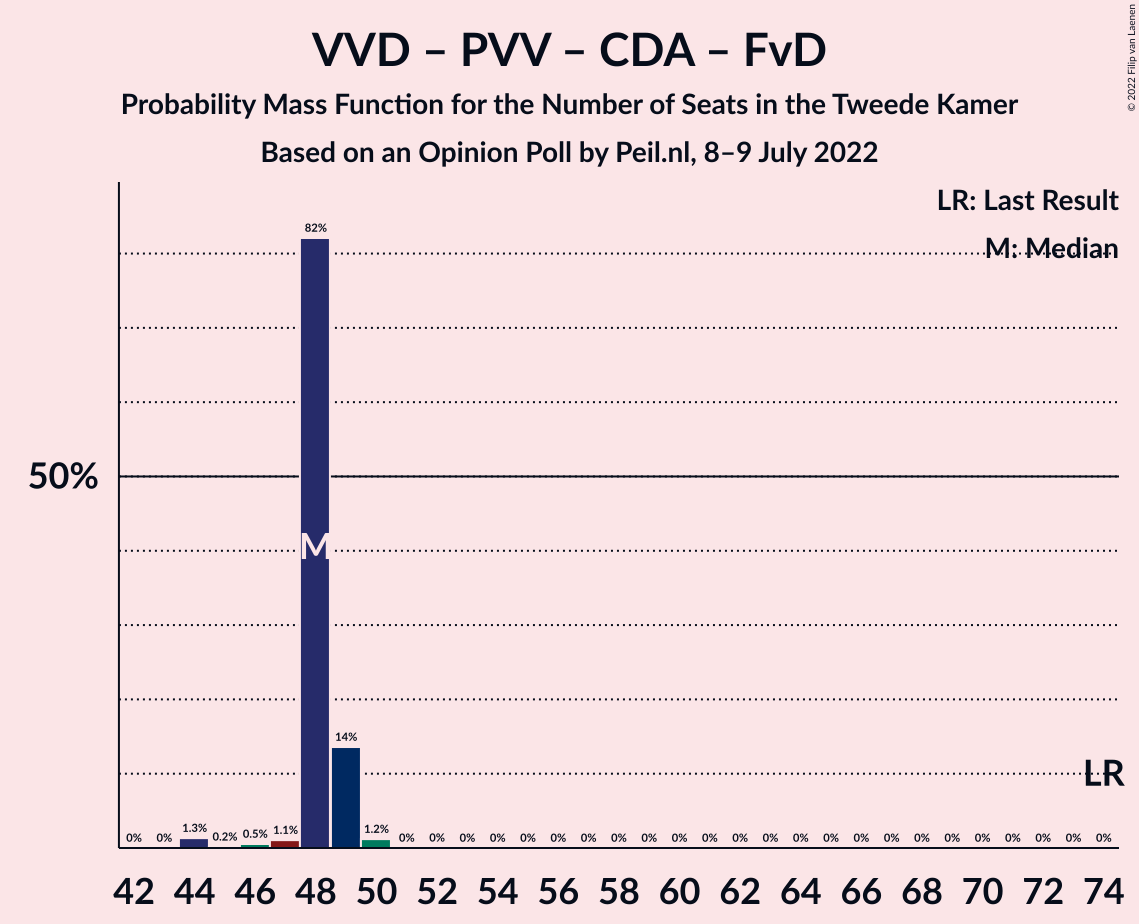 VVD – PVV – CDA – FvD
Probability Mass Function for the Number of Seats in the Tweede Kamer
Based on an Opinion Poll by Peil.nl, 8–9 July 2022
© 2022 Filip van Laenen
LR: Last Result
M: Median
50%
82%
M
14%
LR
0% 0% 1.3% 0.2% 0.5% 1.1% 1.2% 0% 0% 0% 0% 0% 0% 0% 0% 0% 0% 0% 0% 0% 0% 0% 0% 0% 0% 0% 0% 0% 0% 0% 0%
42 44 46 48 50 52 54 56 58 60 62 64 66 68 70 72 74